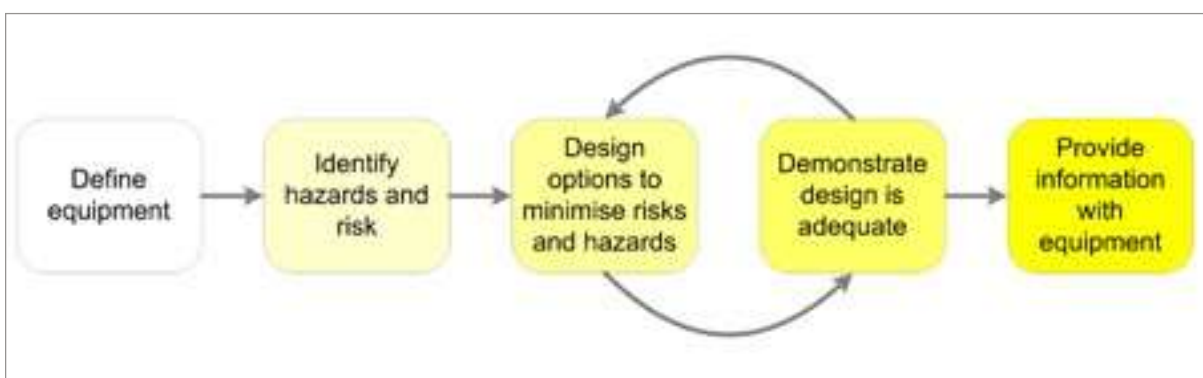 Define
equipment
Identify
hazards and
risk
Design
options to
minimise risks
and hazards
Demonstrate
design is
adequate
Provide
information
with
equipment